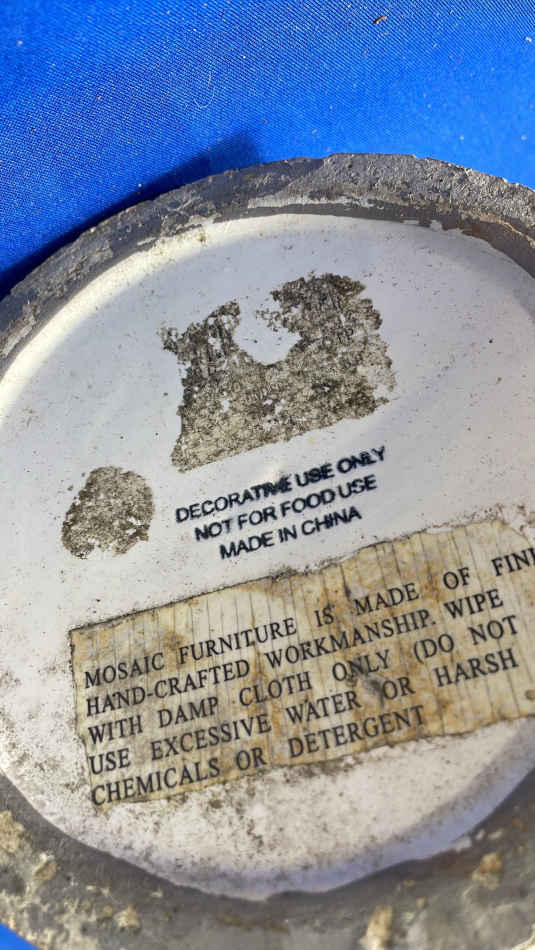 DECORATIVE USE ONLY
NOT FOR FOOD USE
MADE IN CHINA
MOSAIC FURNITURE IS MADE OF FINE
HAND-CRAFTED WORKMANSHIP. WIPE
WITH DAMP CLOTH ONLY (DO NOT
USE EXCESSIVE WATER OR HARSH
CHEMICALS OR DETERGENT